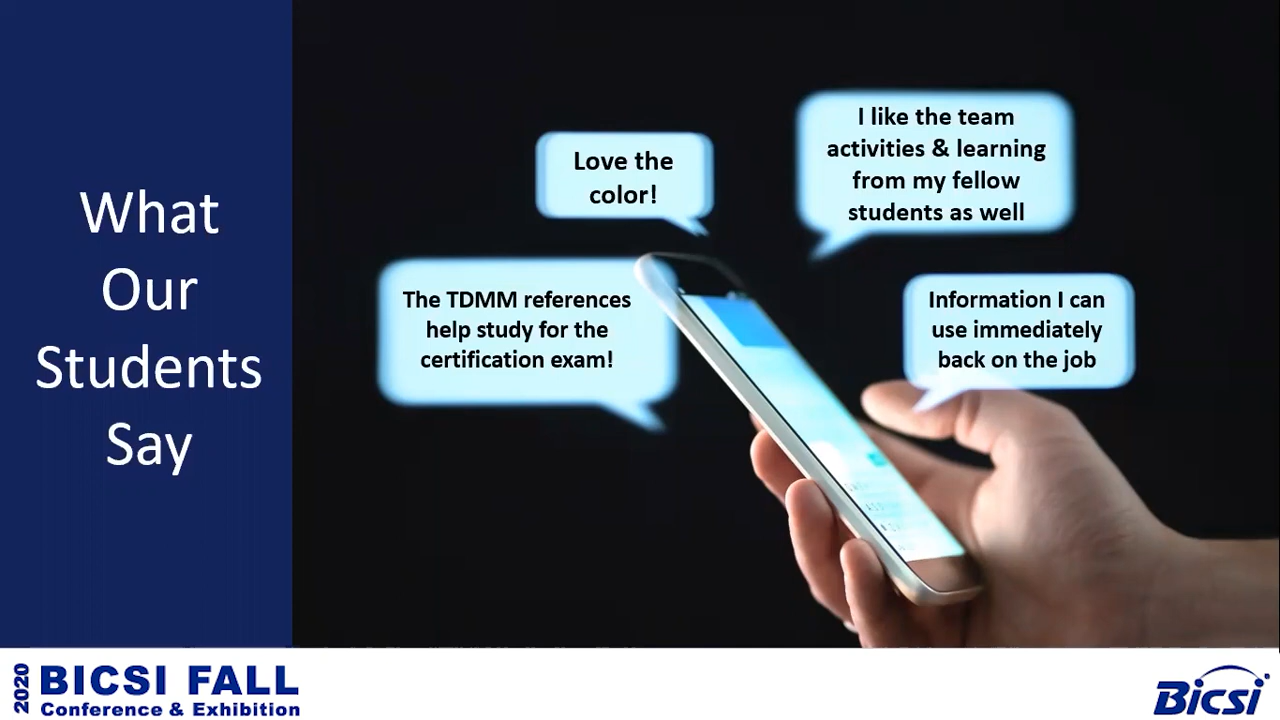 What
Our
Students
Say
Love the
color!
I like the team
activities & learning
from my fellow
students as well
The TDMM references
help study for the
certification exam!
Information I can
use immediately
back on the job
2020
BICSI FALL
Conference & Exhibition
Bicsi